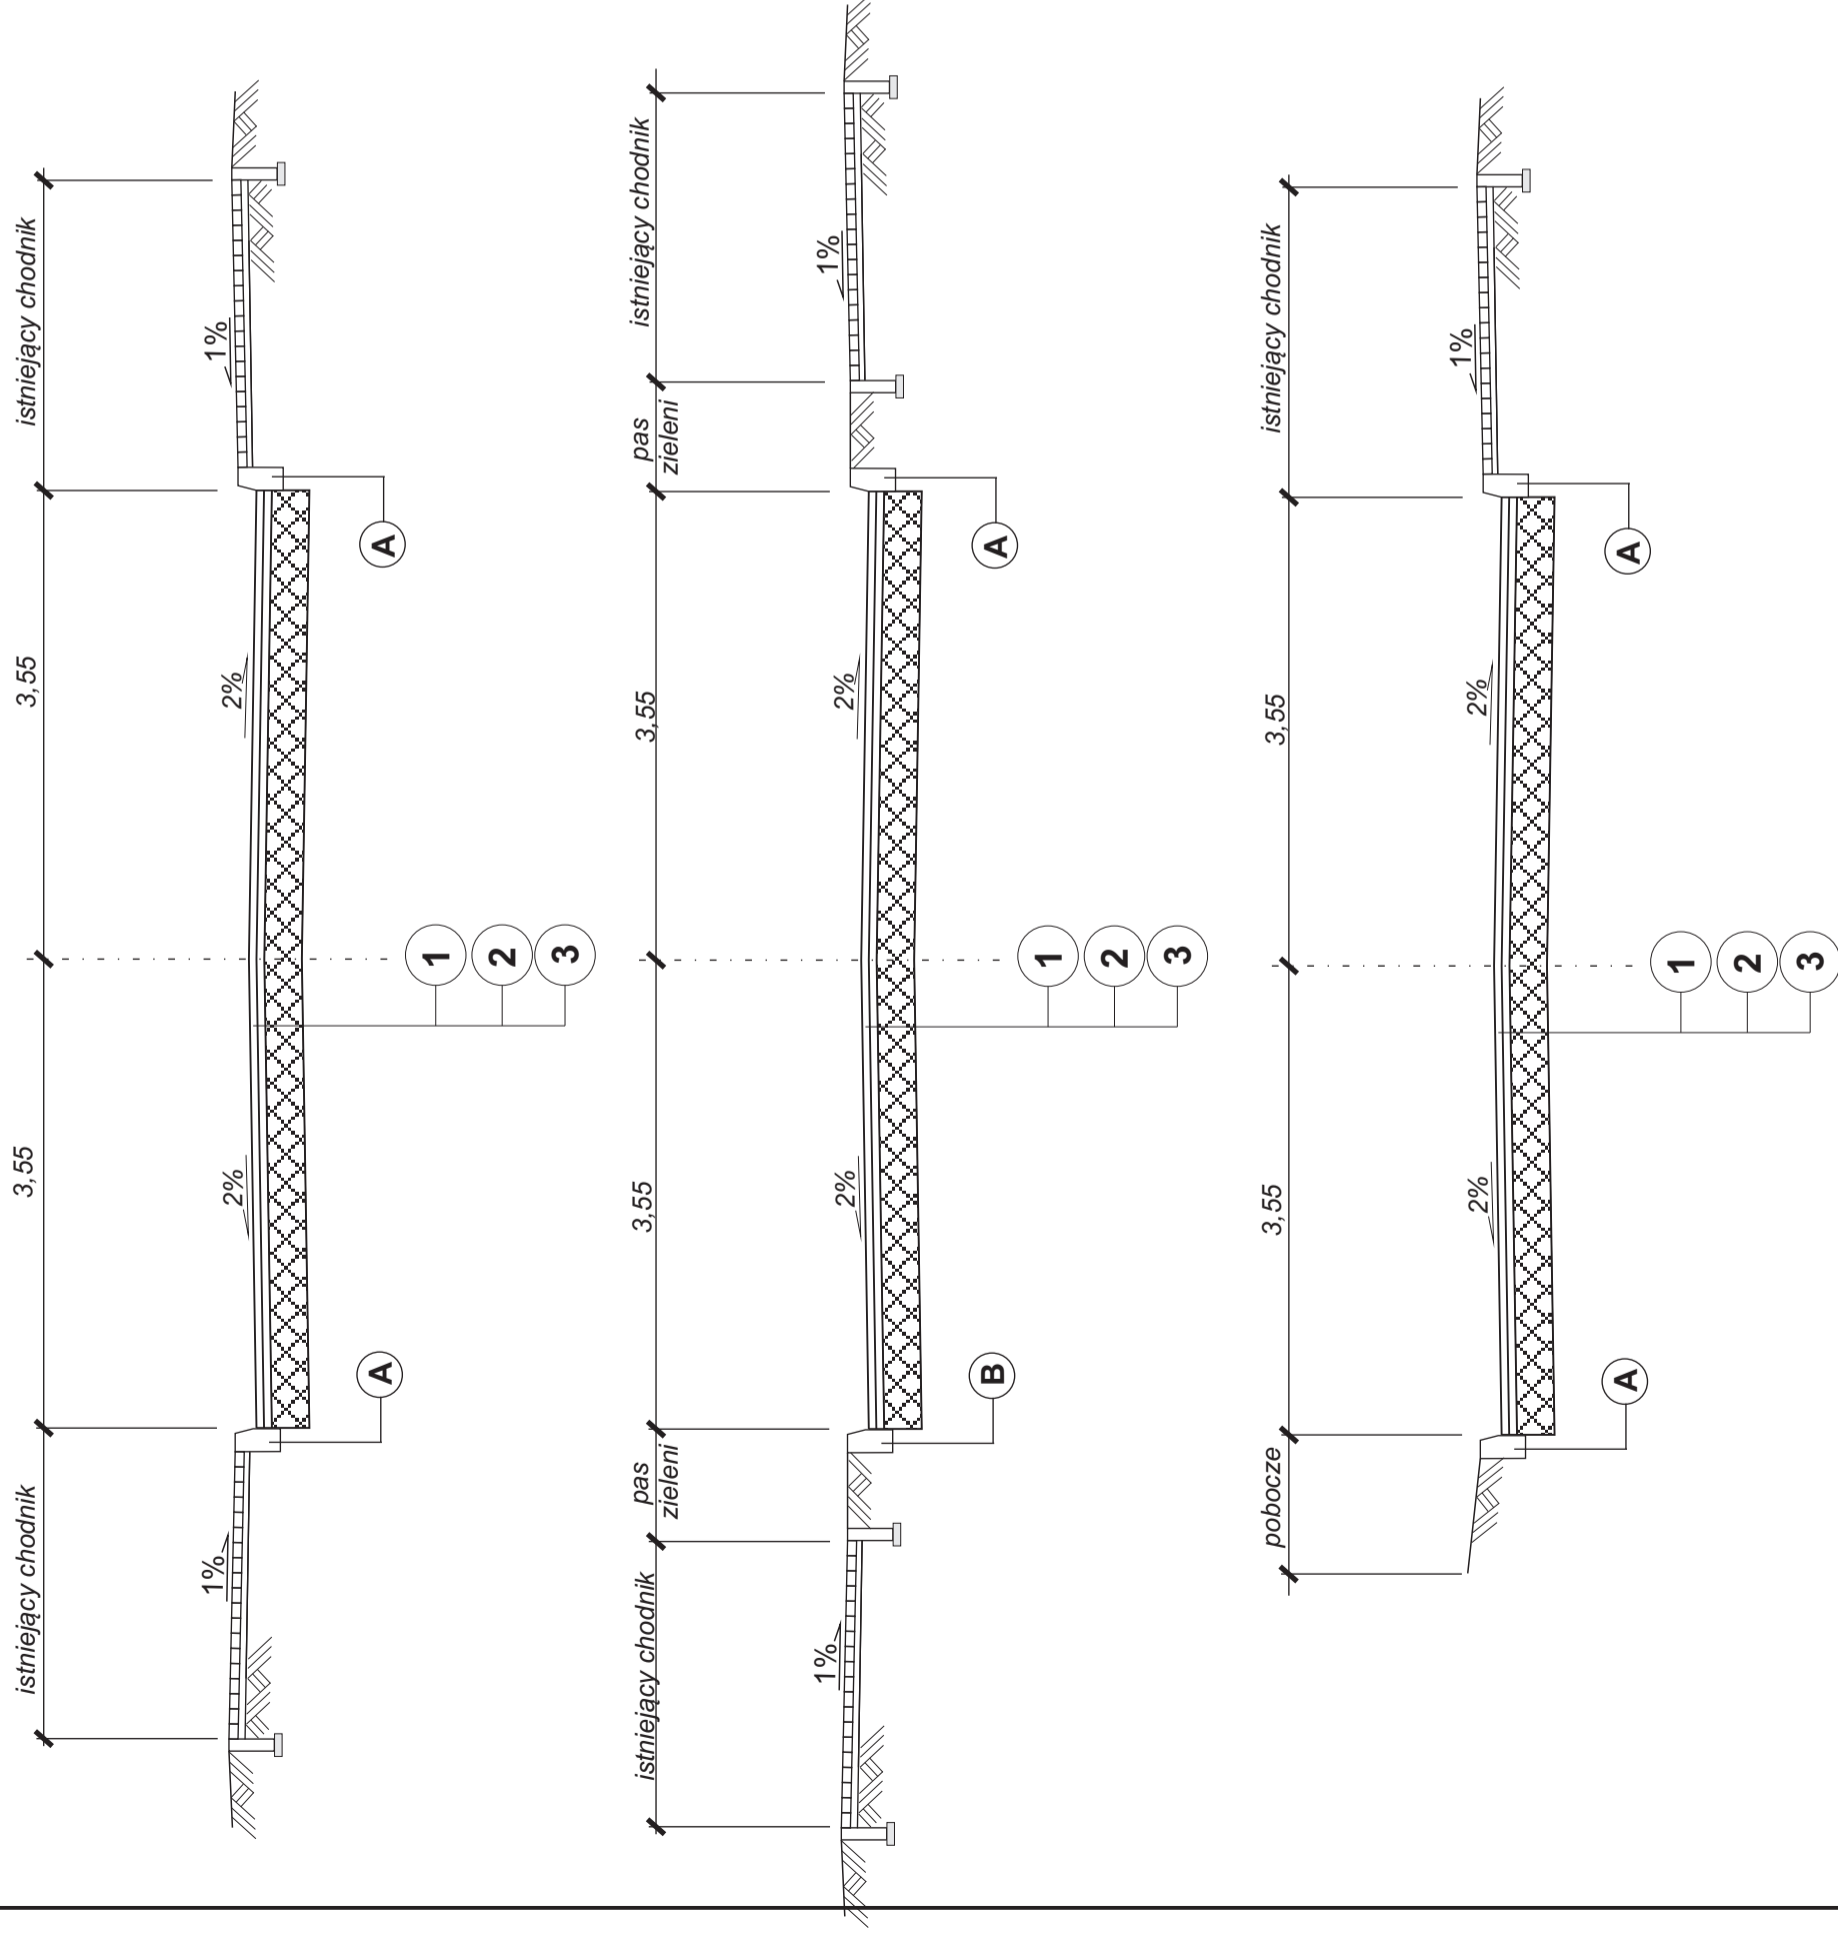 istniejący chodnik
3,55
3,55
istniejący chodnik
1%
2%
2%
1%
A
A
1
2
3
istniejący chodnik
pas
zieleni
3,55
3,55
pas
zieleni
istniejący chodnik
1%
2%
2%
1%
B
A
1
2
3
pobocze
3,55
3,55
istniejący chodnik
2%
2%
1%
A
A
1
2
3